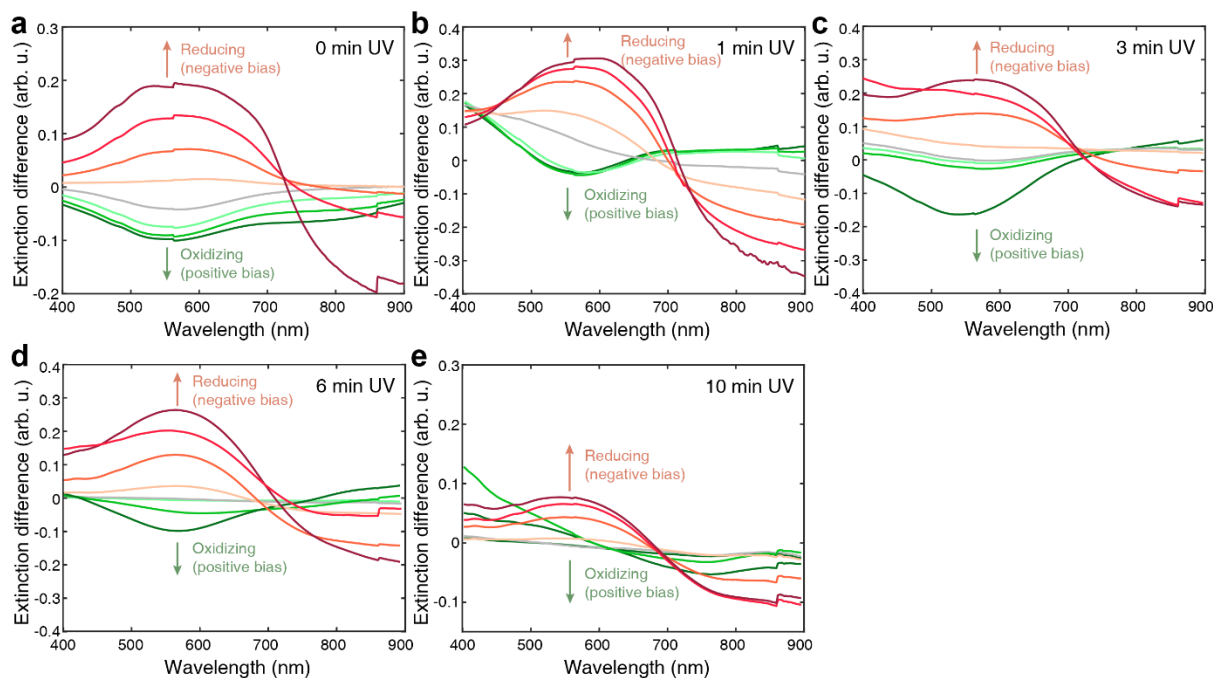 a
0 min UV
Reducing
(negative bias)
Oxidizing
(positive bias)
Extinction difference (arb. u.)
0.3
0.2
0.1
0
-0.1
-0.2
400 500 600 700 800 900
Wavelength (nm)
b
1 min UV
Reducing
(negative bias)
Oxidizing
(positive bias)
Extinction difference (arb. u.)
0.4
0.3
0.2
0.1
0
-0.1
-0.2
-0.3
-0.4
400 500 600 700 800 900
Wavelength (nm)
c
3 min UV
Reducing
(negative bias)
Oxidizing
(positive bias)
Extinction difference (arb. u.)
0.4
0.3
0.2
0.1
0
-0.1
-0.2
-0.3
-0.4
400 500 600 700 800 900
Wavelength (nm)
d
6 min UV
Reducing
(negative bias)
Oxidizing
(positive bias)
Extinction difference (arb. u.)
0.4
0.3
0.2
0.1
0
-0.1
-0.2
-0.3
-0.4
400 500 600 700 800 900
Wavelength (nm)
e
10 min UV
Reducing
(negative bias)
Oxidizing
(positive bias)
Extinction difference (arb. u.)
0.3
0.2
0.1
0
-0.1
400 500 600 700 800 900
Wavelength (nm)